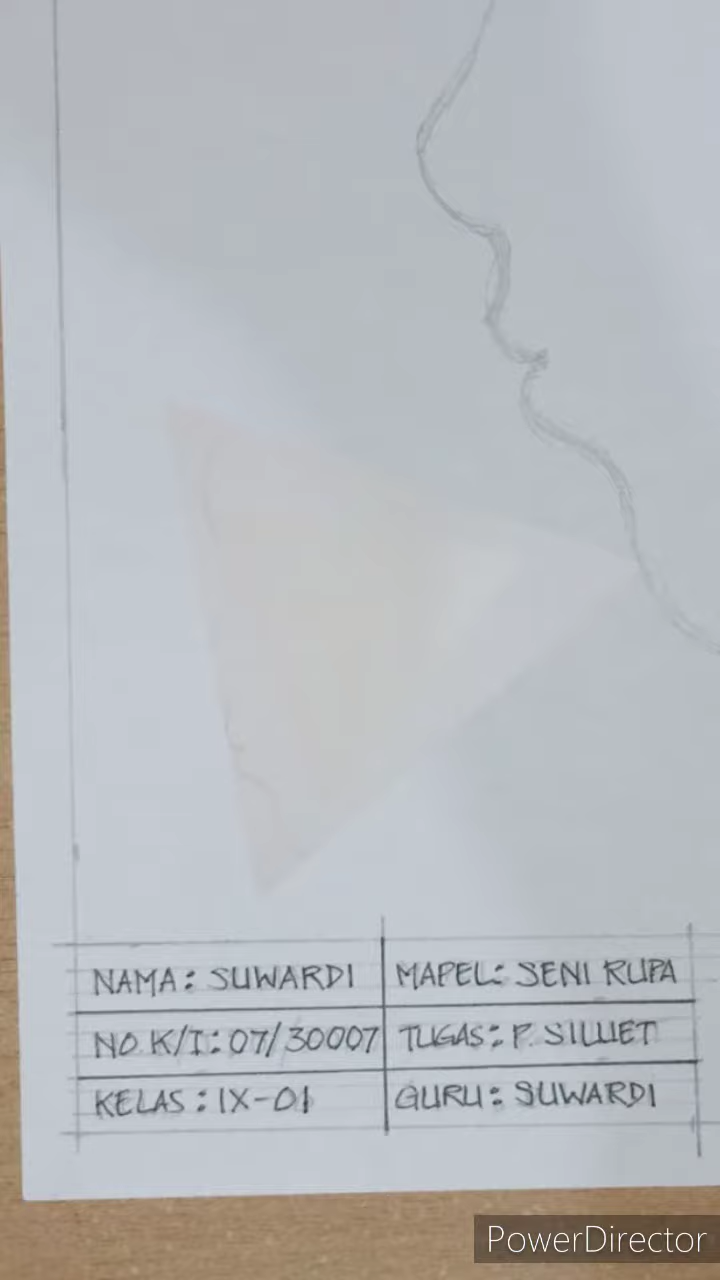 NAMA: SUWARDI
MAPEL: SENI RUPA
NO K/I: 07/30007
TUGAS: P. SILUET
KELAS: IX-01
GURU: SUWARDI
PowerDirector